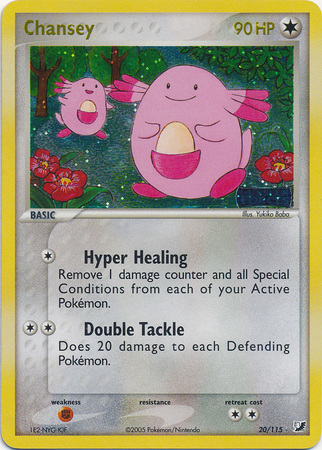 Chansey 90 HP
Illus. Yukiko Baba
BASIC
Hyper Healing
Remove 1 damage counter and all Special
Conditions from each of your Active
Pokémon.
Double Tackle
Does 20 damage to each Defending
Pokémon.
weakness resistance retreat cost
©2005 Pokémon/Nintendo 20/115